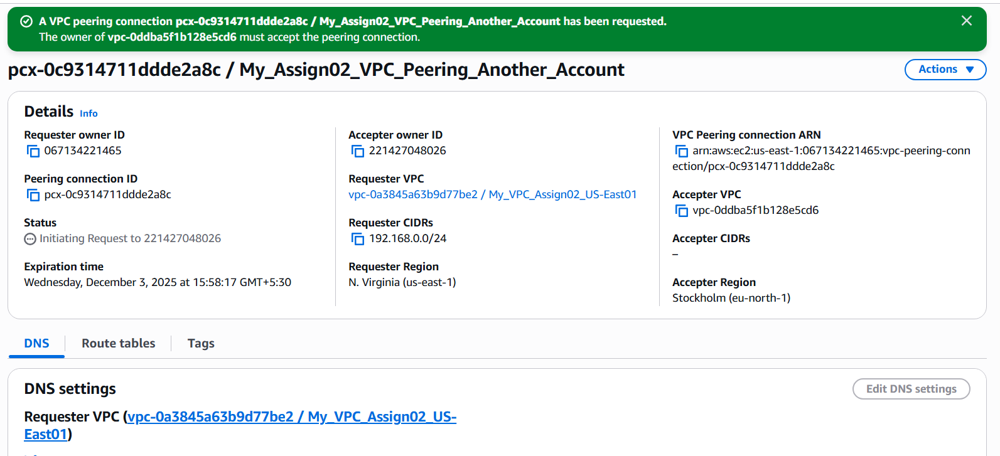 A VPC peering connection pcx-0c9314711ddde2a8c / My_Assign02_VPC_Peering_Another_Account has been requested.
The owner of vpc-0ddba5f1b128e5cd6 must accept the peering connection.
pcx-0c9314711ddde2a8c / My_Assign02_VPC_Peering_Another_Account
Actions
Details Info
Requester owner ID
067134221465
Peering connection ID
pcx-0c9314711ddde2a8c
Status
Initiating Request to 221427048026
Expiration time
Wednesday, December 3, 2025 at 15:58:17 GMT+5:30
Accepter owner ID
221427048026
Requester VPC
vpc-0a3845a63b9d77be2 / My_VPC_Assign02_US-East01
Requester CIDRs
192.168.0.0/24
Requester Region
N. Virginia (us-east-1)
VPC Peering connection ARN
arn:aws:ec2:us-east-1:067134221465:vpc-peering-conn
ection/pcx-0c9314711ddde2a8c
Accepter VPC
vpc-0ddba5f1b128e5cd6
Accepter CIDRs
–
Accepter Region
Stockholm (eu-north-1)
DNS
Route tables
Tags
DNS settings
Edit DNS settings
Requester VPC (vpc-0a3845a63b9d77be2 / My_VPC_Assign02_US-
East01)